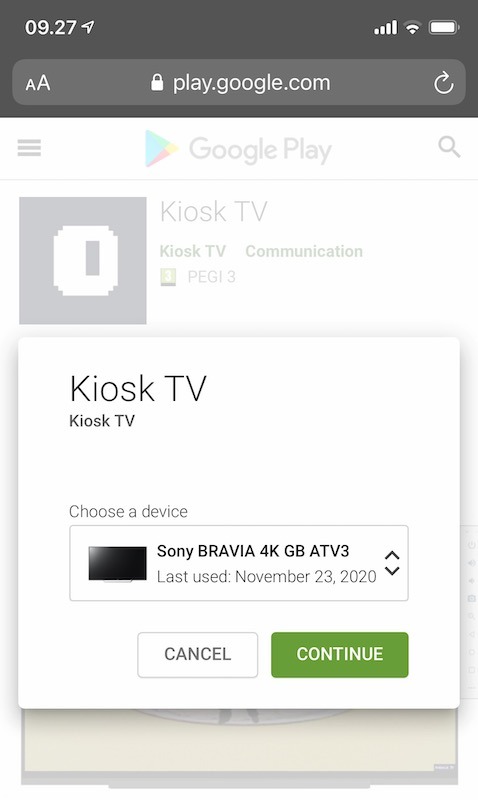 09.27
AA play.google.com
Google Play
Kiosk TV
Kiosk TV Communication
3 PEGI 3
Kiosk TV
Kiosk TV
Choose a device
Sony BRAVIA 4K GB ATV3
Last used: November 23, 2020
CANCEL CONTINUE